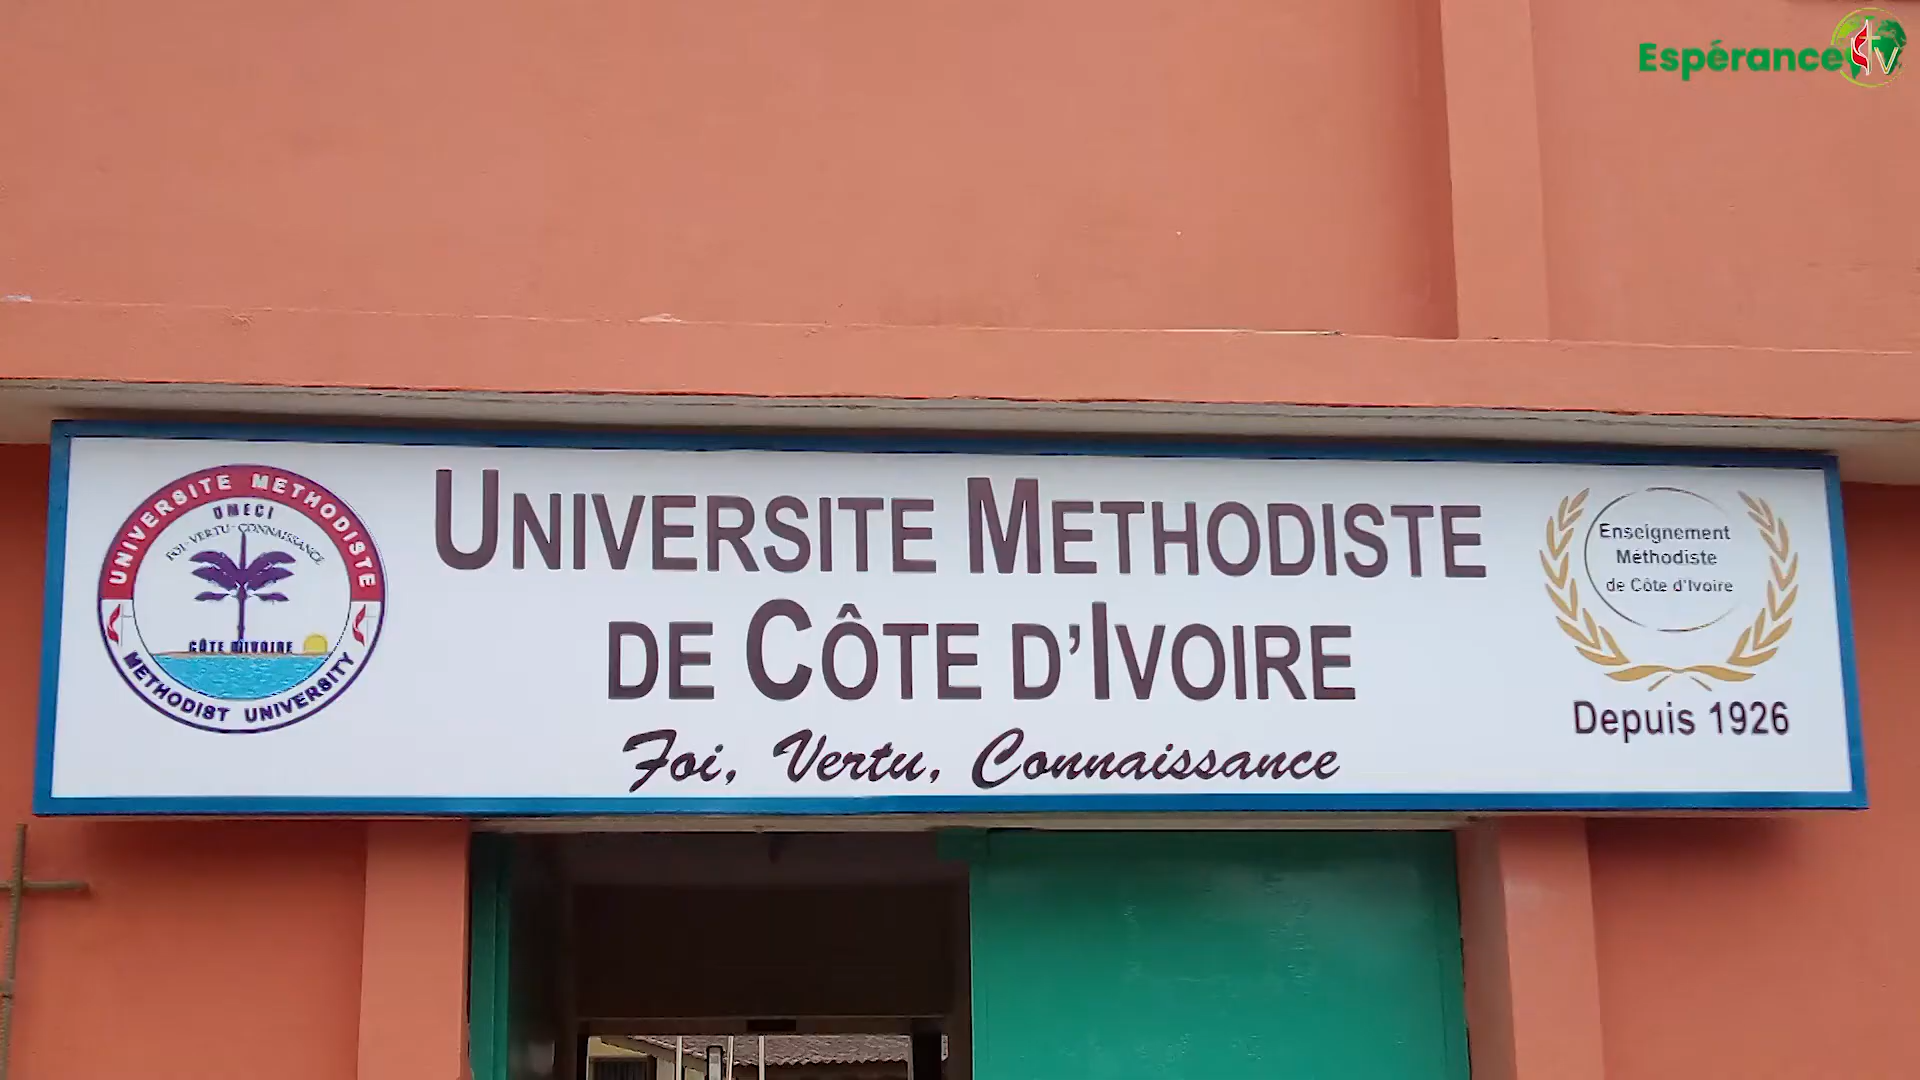 Espérance TV
UNIVERSITE METHODISTE
UMECI
FOI - VERTU - CONNAISSANCE
CÔTE D'IVOIRE
METHODIST UNIVERSITY
UNIVERSITE METHODISTE
DE CÔTE D'IVOIRE
Foi, Vertu, Connaissance
Enseignement
Méthodiste
de Côte d'Ivoire
Depuis 1926